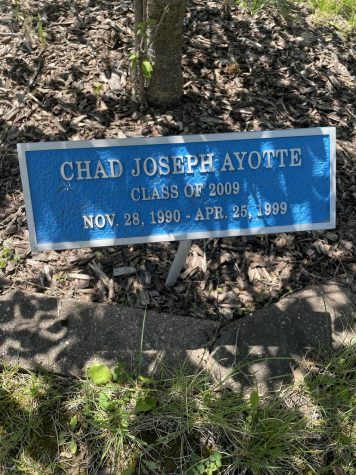 CHAD JOSEPH AYOTTE
CLASS OF 2009
NOV. 28, 1990 - APR. 25, 1999